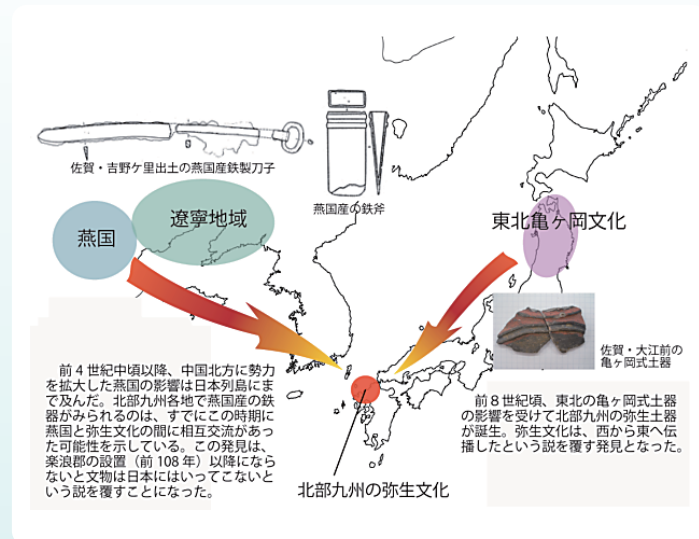 佐賀・吉野ケ里出土の燕国産鉄製刀子
燕国産の鉄斧
燕国
遼寧地域
東北亀ヶ岡文化
佐賀・大江前の
亀ヶ岡式土器
前４世紀中頃以降、中国北方に勢力
を拡大した燕国の影響は日本列島にま
で及んだ。北部九州各地で燕国産の鉄
器がみられるのは、すでにこの時期に
燕国と弥生文化の間に相互交流があっ
た可能性を示している。この発見は、
楽浪郡の設置（前 108 年）以降になら
ないと文物は日本にはいってこないと
いう説を覆すことになった。
前８世紀頃、東北の亀ヶ岡式土器
の影響を受けて北部九州の弥生土器
が誕生。弥生文化は、西から東へ伝
播したという説を覆す発見となった。
北部九州の弥生文化